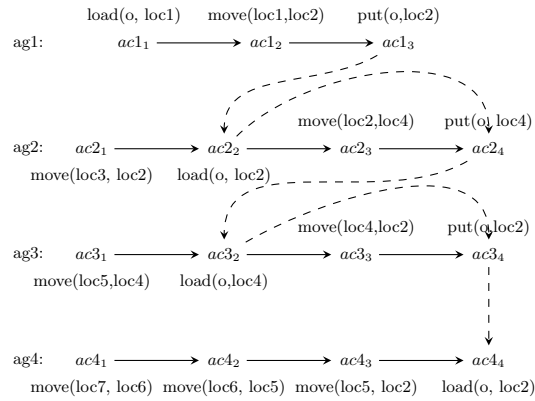 load(o, loc1) move(loc1,loc2) put(o,loc2)
ag1: ac1₁ ac1₂ ac1₃
move(loc2,loc4) put(o, loc4)
ag2: ac2₁ ac2₂ ac2₃ ac2₄
move(loc3, loc2) load(o, loc2)
move(loc4,loc2) put(o,loc2)
ag3: ac3₁ ac3₂ ac3₃ ac3₄
move(loc5,loc4) load(o,loc4)
ag4: ac4₁ ac4₂ ac4₃ ac4₄
move(loc7, loc6) move(loc6, loc5) move(loc5, loc2) load(o, loc2)